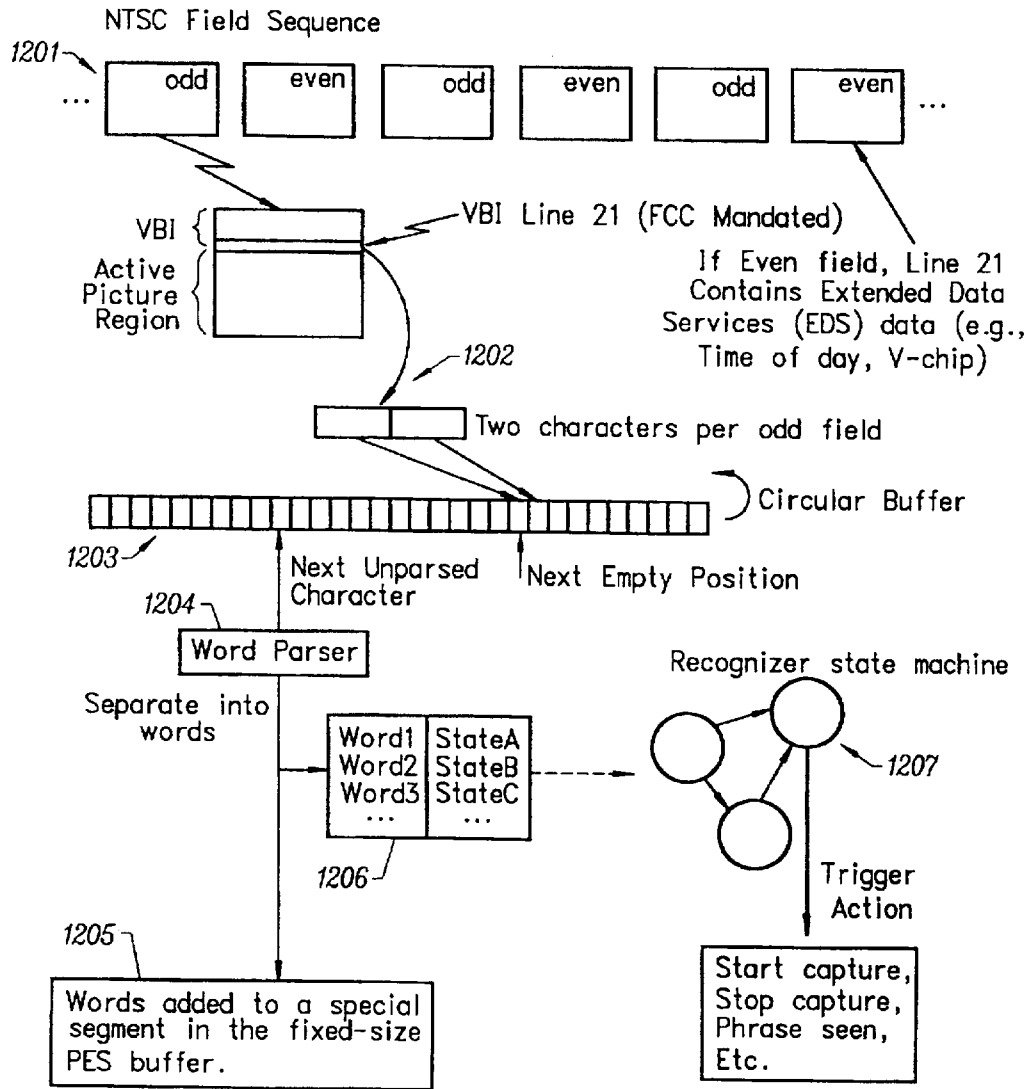 NTSC Field Sequence
1201
... odd even odd even odd even ...
VBI
VBI Line 21 (FCC Mandated)
Active
Picture
Region
If Even field, Line 21
Contains Extended Data
Services (EDS) data (e.g.,
Time of day, V-chip)
1202
Two characters per odd field
Circular Buffer
1203
Next Unparsed
Character
Next Empty Position
1204
Word Parser
Recognizer state machine
Separate into
words
Word1 StateA
Word2 StateB
Word3 StateC
... ...
1207
1206
Trigger
Action
1205
Words added to a special
segment in the fixed-size
PES buffer.
Start capture,
Stop capture,
Phrase seen,
Etc.